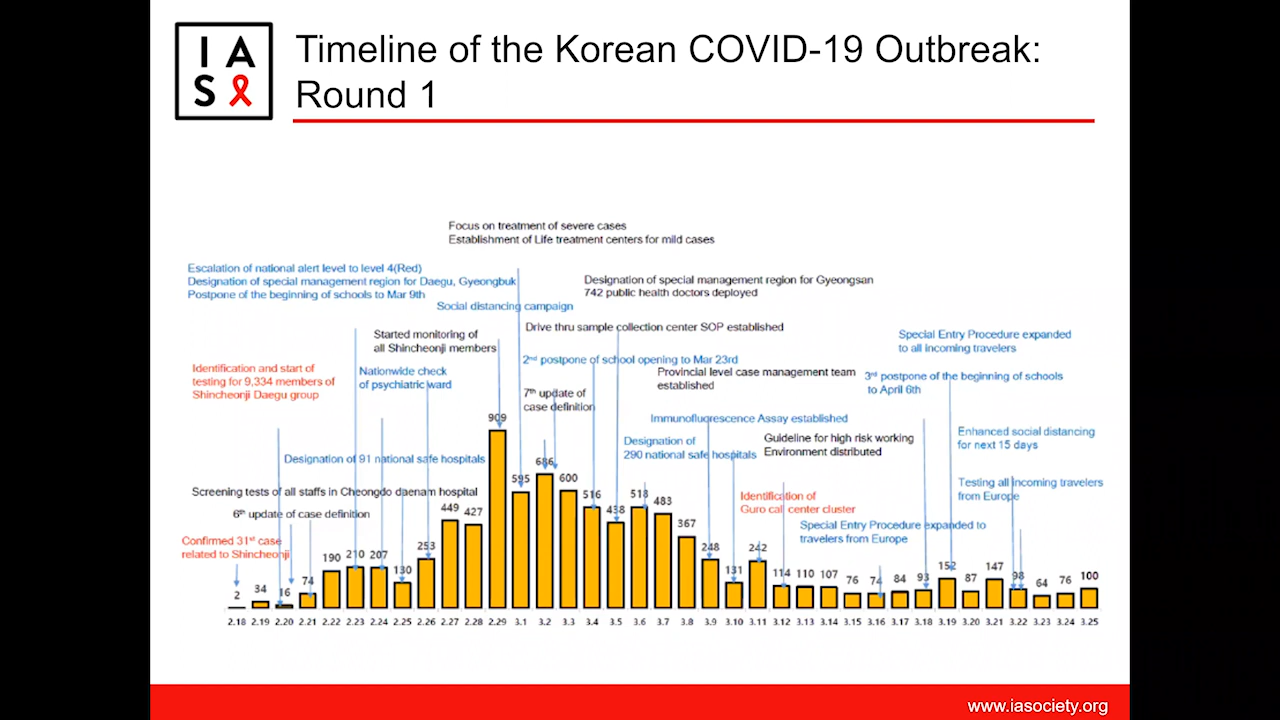 IAS
Timeline of the Korean COVID-19 Outbreak:
Round 1
Focus on treatment of severe cases
Establishment of Life treatment centers for mild cases
Escalation of national alert level to level 4(Red)
Designation of special management region for Daegu, Gyeongbuk
Postpone of the beginning of schools to Mar 9th
Social distancing campaign
Designation of special management region for Gyeongsan
742 public health doctors deployed
Started monitoring of
all Shincheonji members
Drive thru sample collection center SOP established
Special Entry Procedure expanded
to all incoming travelers
Identification and start of
testing for 9,334 members of
Shincheonji Daegu group
Nationwide check
of psychiatric ward
2nd postpone of school opening to Mar 23rd
Provincial level case management team
established
3rd postpone of the beginning of schools
to April 6th
7th update of
case definition
Immunofluorescence Assay established
Designation of
290 national safe hospitals
Guideline for high risk working
Environment distributed
Enhanced social distancing
for next 15 days
Designation of 91 national safe hospitals
Testing all incoming travelers
from Europe
Screening tests of all staffs in Cheongdo daenam hospital
6th update of case definition
Identification of
Guro call center cluster
Special Entry Procedure expanded to
travelers from Europe
Confirmed 31st case
related to Shincheonji
2 34 16 74 190 210 207 130 253 449 427 909 595 686 600 516 438 518 483 367 248 131 242 114 110 107 76 74 84 93 152 87 147 98 64 76 100
2.18 2.19 2.20 2.21 2.22 2.23 2.24 2.25 2.26 2.27 2.28 2.29 3.1 3.2 3.3 3.4 3.5 3.6 3.7 3.8 3.9 3.10 3.11 3.12 3.13 3.14 3.15 3.16 3.17 3.18 3.19 3.20 3.21 3.22 3.23 3.24 3.25
www.iasociety.org